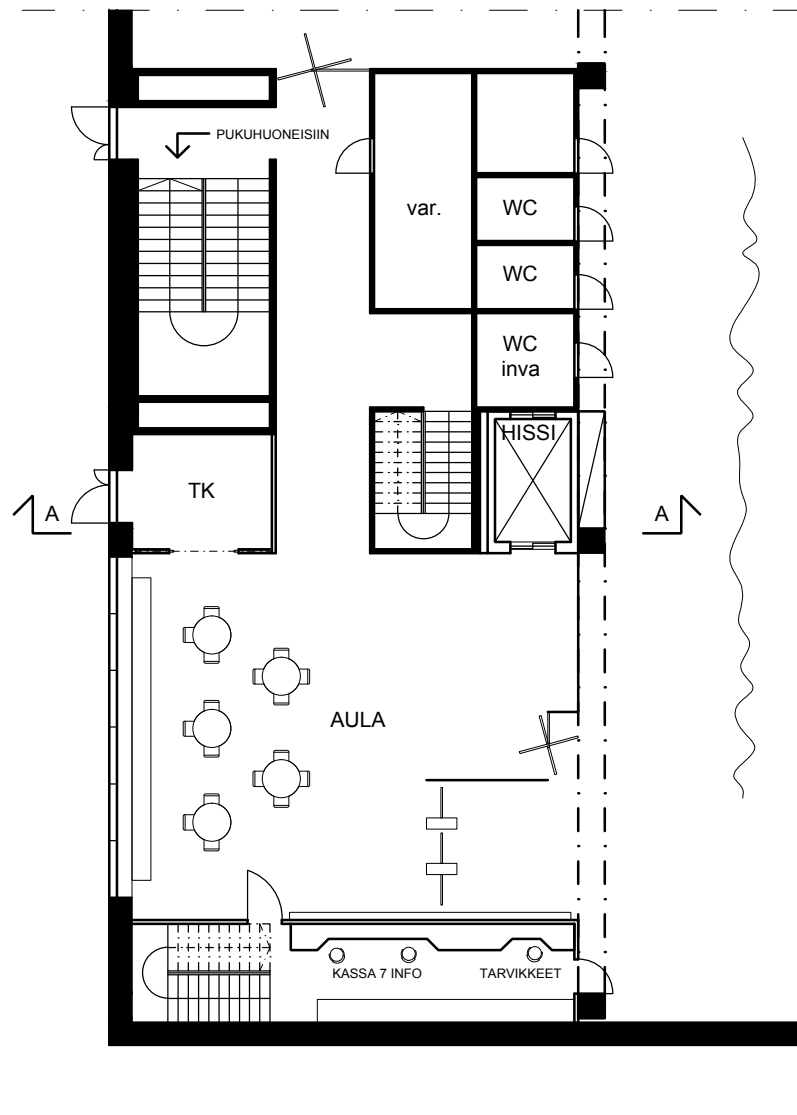 PUKUHUONEISIIN
var.
WC
WC
WC
inva
HISSI
TK
A
A
AULA
KASSA 7 INFO
TARVIKKEET